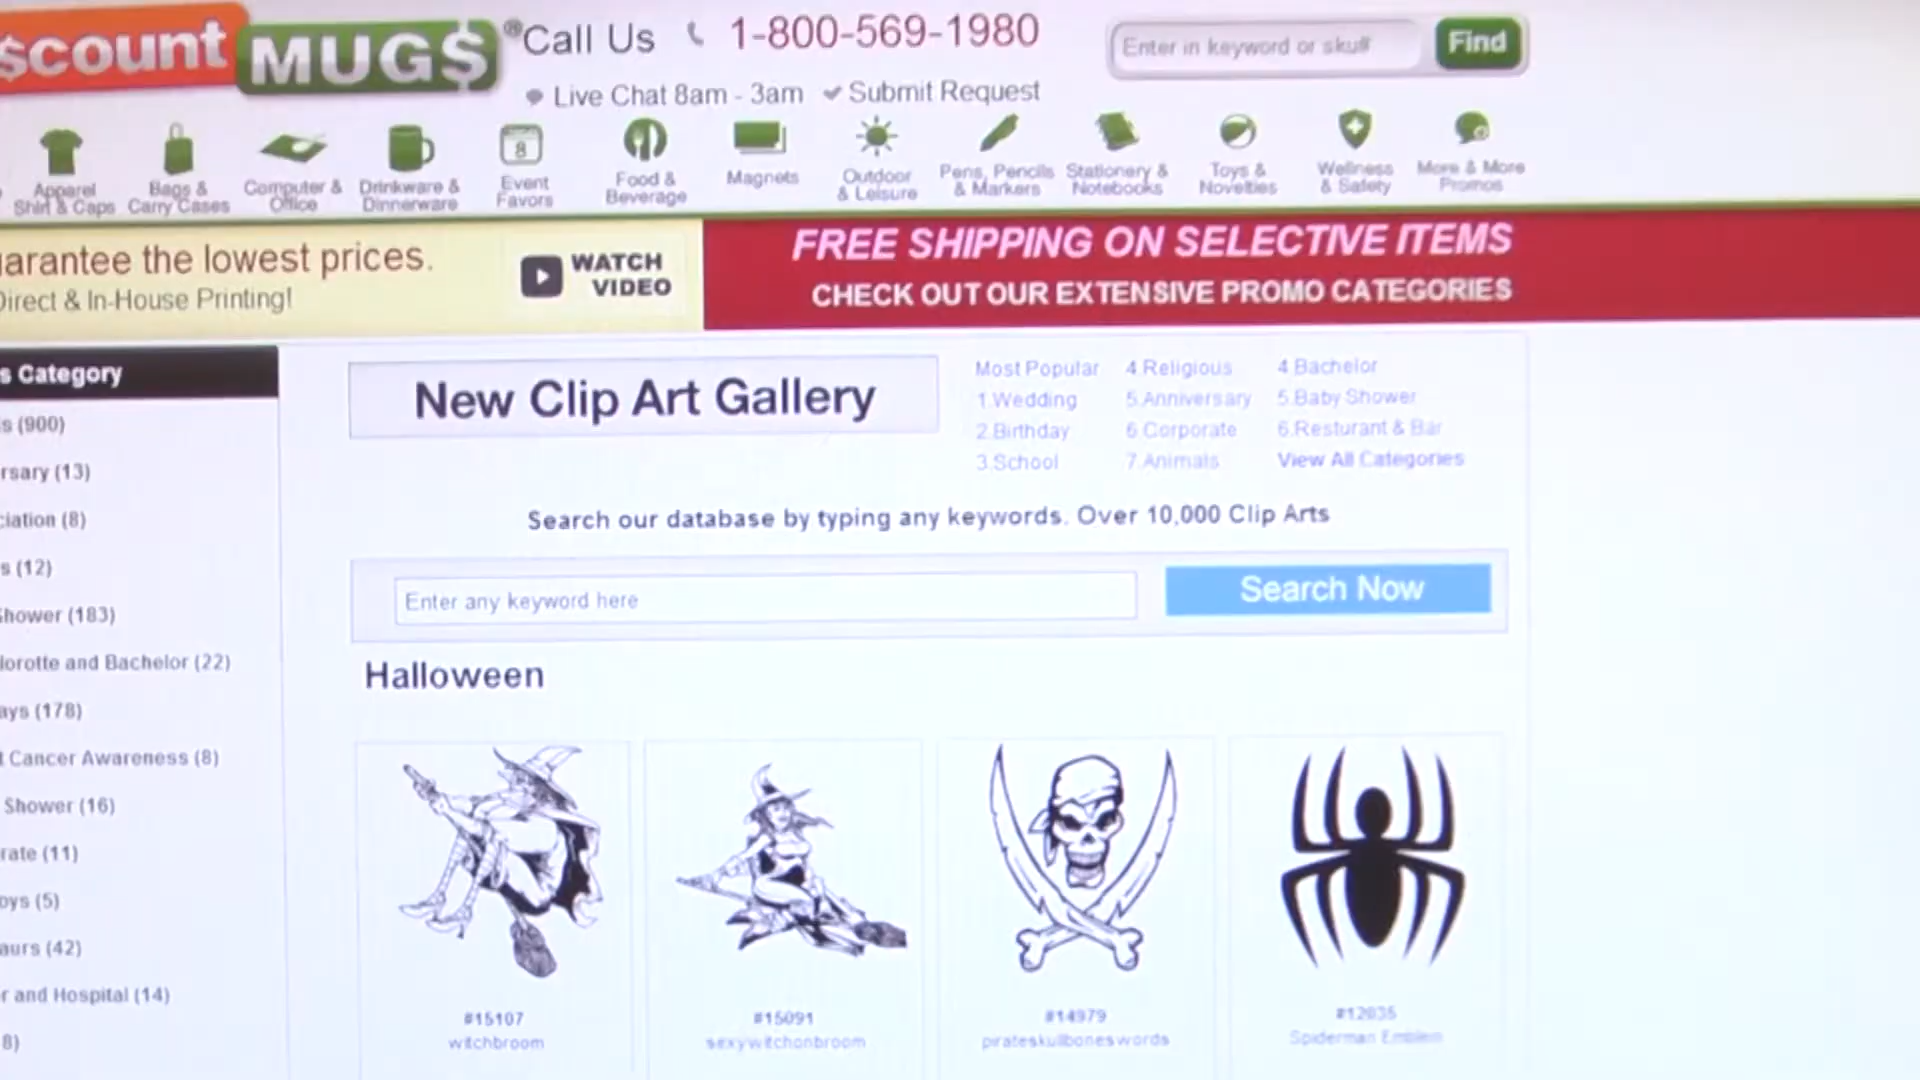 $count MUG$®
Call Us 1-800-569-1980
Enter in keyword or sku#
Find
Live Chat 8am - 3am Submit Request
Apparel
Shirt & Caps
Bags &
Carry Cases
Computer &
Office
8
Drinkware &
Dinnerware
Event
Favors
Food &
Beverage
Magnets
Outdoor
& Leisure
Pens, Pencils
& Markers
Stationery &
Notebooks
Toys &
Novelties
Wellness
& Safety
More & More
Promos
arantee the lowest prices.
Direct & In-House Printing!
WATCH
VIDEO
FREE SHIPPING ON SELECTIVE ITEMS
CHECK OUT OUR EXTENSIVE PROMO CATEGORIES
s Category
s (900)
rsary (13)
ciation (8)
s (12)
Shower (183)
lorotte and Bachelor (22)
ays (178)
t Cancer Awareness (8)
Shower (16)
rate (11)
oys (5)
aurs (42)
r and Hospital (14)
8)
New Clip Art Gallery
Most Popular
1.Wedding
2.Birthday
3.School
4 Religious
5.Anniversary
6.Corporate
7.Animals
4 Bachelor
5.Baby Shower
6.Resturant & Bar
View All Categories
Search our database by typing any keywords. Over 10,000 Clip Arts
Enter any keyword here
Search Now
Halloween
#15107
witchbroom
#15091
sexywitchonbroom
#14979
pirateskullboneswords
#12035
Spiderman Emblem